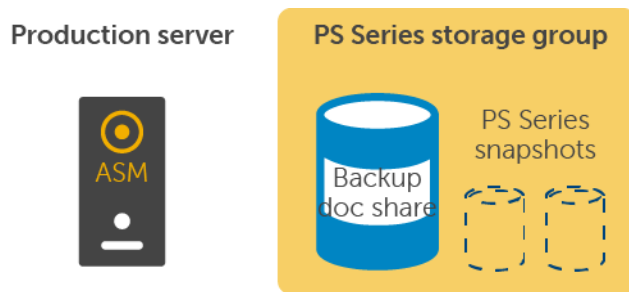 Production server
PS Series storage group
ASM
Backup
doc share
PS Series
snapshots